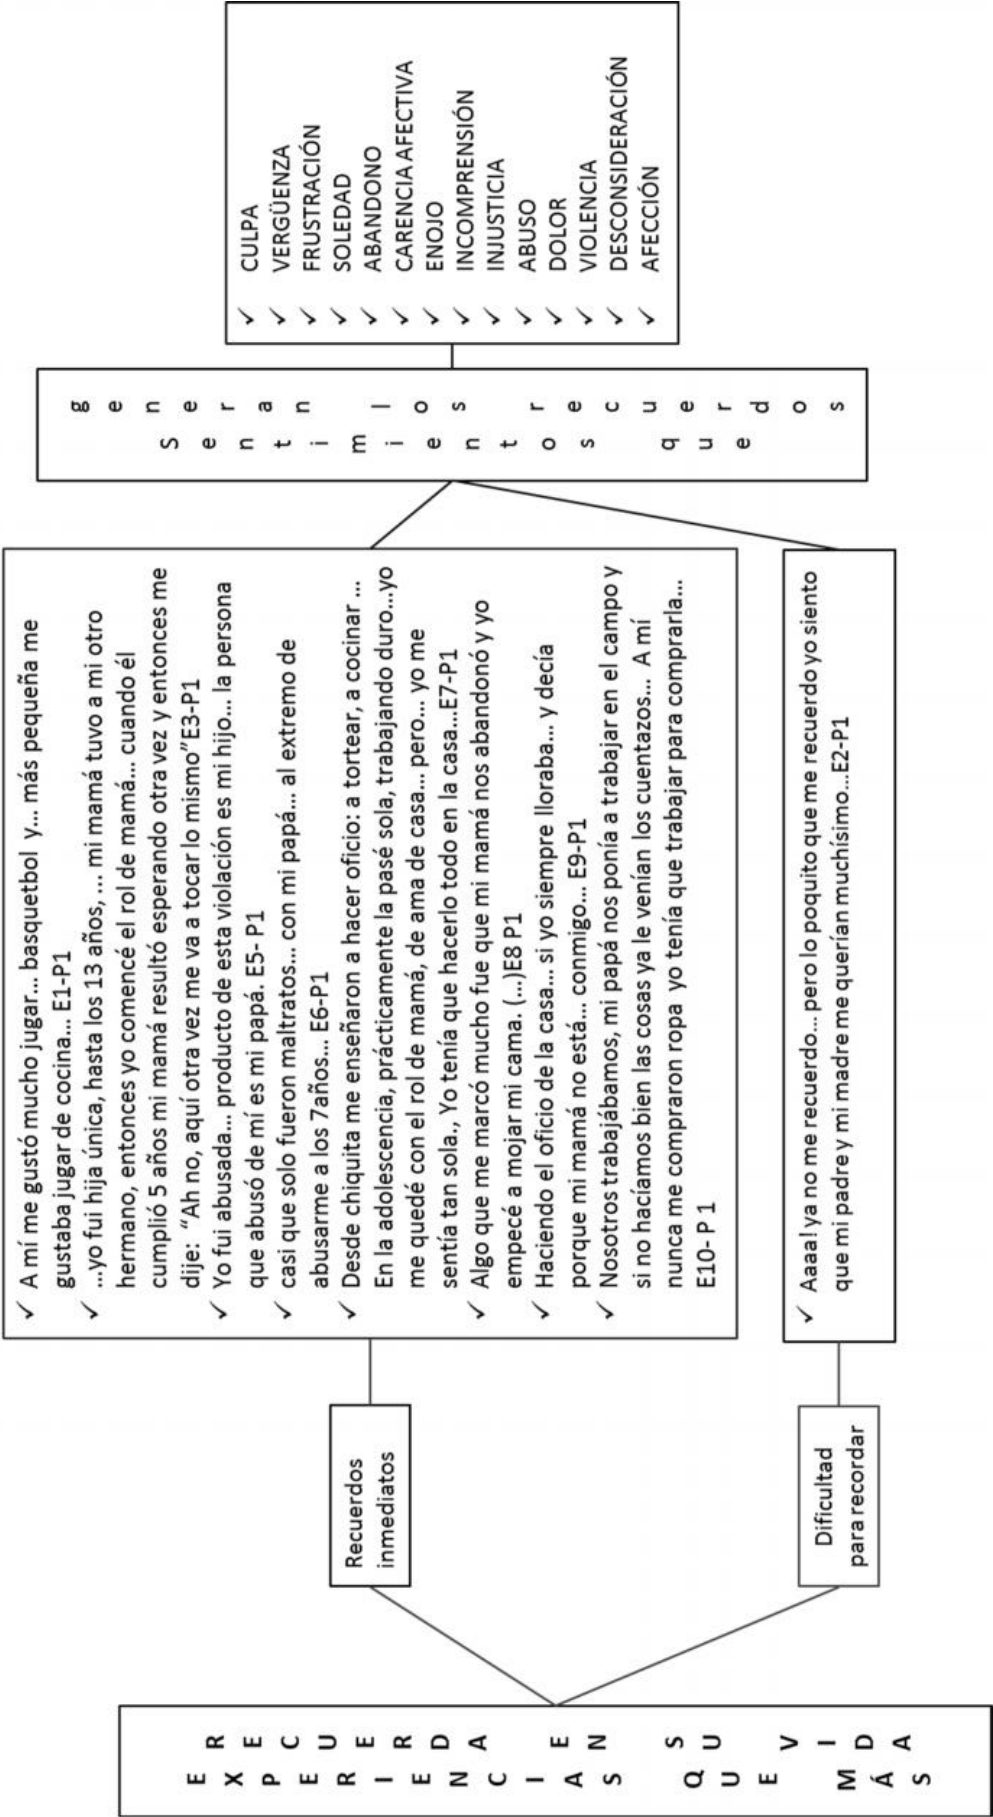 EXPERIENCIAS QUE MÁS
RECUERDA EN SU VIDA
Recuerdos
inmediatos
✓ A mí me gustó mucho jugar... basquetbol y... más pequeña me
gustaba jugar de cocina... E1-P1
✓ ...yo fui hija única, hasta los 13 años, ... mi mamá tuvo a mi otro
hermano, entonces yo comencé el rol de mamá... cuando él
cumplió 5 años mi mamá resultó esperando otra vez y entonces me
dije: “Ah no, aquí otra vez me va a tocar lo mismo”E3-P1
✓ Yo fui abusada... producto de esta violación es mi hijo... la persona
que abusó de mí es mi papá. E5- P1
✓ casi que solo fueron maltratos... con mi papá... al extremo de
abusarme a los 7años... E6-P1
✓ Desde chiquita me enseñaron a hacer oficio: a tortear, a cocinar ...
En la adolescencia, prácticamente la pasé sola, trabajando duro...yo
me quedé con el rol de mamá, de ama de casa... pero... yo me
sentía tan sola., Yo tenía que hacerlo todo en la casa...E7-P1
✓ Algo que me marcó mucho fue que mi mamá nos abandonó y yo
empecé a mojar mi cama. (...)E8 P1
✓ Haciendo el oficio de la casa... si yo siempre lloraba... y decía
porque mi mamá no está... conmigo... E9-P1
✓ Nosotros trabajábamos, mi papá nos ponía a trabajar en el campo y
si no hacíamos bien las cosas ya le venían los cuentazos... A mí
nunca me compraron ropa yo tenía que trabajar para comprarla...
E10- P 1
Dificultad
para recordar
✓ Aaaa! ya no me recuerdo... pero lo poquito que me recuerdo yo siento
que mi padre y mi madre me querían muchísimo...E2-P1
Sentimientos que
generan los recuerdos
✓ CULPA
✓ VERGÜENZA
✓ FRUSTRACIÓN
✓ SOLEDAD
✓ ABANDONO
✓ CARENCIA AFECTIVA
✓ ENOJO
✓ INCOMPRENSIÓN
✓ INJUSTICIA
✓ ABUSO
✓ DOLOR
✓ VIOLENCIA
✓ DESCONSIDERACIÓN
✓ AFECCIÓN